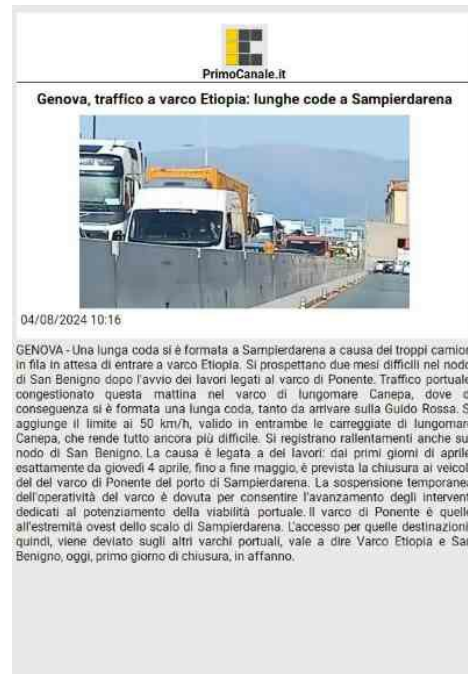 PrimoCanale.it
Genova, traffico a varco Etiopia: lunghe code a Sampierdarena
04/08/2024 10:16
GENOVA - Una lunga coda si è formata a Sampierdarena a causa dei troppi camion
in fila in attesa di entrare a varco Etiopia. Si prospettano due mesi difficili nel nodo
di San Benigno dopo l'avvio dei lavori legati al varco di Ponente. Traffico portuale
congestionato questa mattina nel varco di lungomare Canepa, dove d
conseguenza si è formata una lunga coda, tanto da arrivare sulla Guido Rossa. S
aggiunge il limite ai 50 km/h, valido in entrambe le carreggiate di lungomare
Canepa, che rende tutto ancora più difficile. Si registrano rallentamenti anche su
nodo di San Benigno. La causa è legata a dei lavori: dai primi giorni di aprile
esattamente da giovedì 4 aprile, fino a fine maggio, è prevista la chiusura ai veicol
del del varco di Ponente del porto di Sampierdarena. La sospensione temporanea
dell'operatività del varco è dovuta per consentire l'avanzamento degli intervent
dedicati al potenziamento della viabilità portuale. Il varco di Ponente è quell
all'estremità ovest dello scalo di Sampierdarena. L'accesso per quelle destinazioni
quindi, viene deviato sugli altri varchi portuali, vale a dire Varco Etiopia e Sa
Benigno, oggi, primo giorno di chiusura, in affanno.